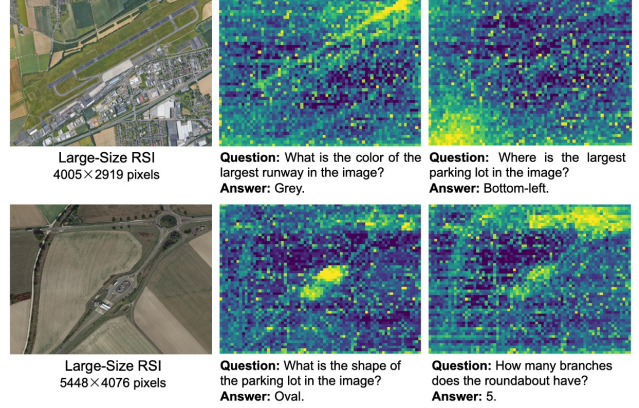 Large-Size RSI
4005×2919 pixels
Question: What is the color of the
largest runway in the image?
Answer: Grey.
Question: Where is the largest
parking lot in the image?
Answer: Bottom-left.
Large-Size RSI
5448×4076 pixels
Question: What is the shape of
the parking lot in the image?
Answer: Oval.
Question: How many branches
does the roundabout have?
Answer: 5.